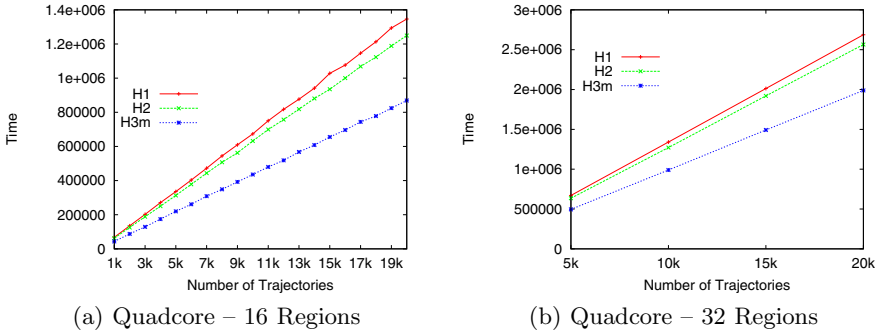 1.4e+006
1.2e+006
1e+006
800000
600000
400000
200000
0
Time
H1
H2
H3m
1k 3k 5k 7k 9k 11k 13k 15k 17k 19k
Number of Trajectories
(a) Quadcore – 16 Regions
3e+006
2.5e+006
2e+006
1.5e+006
1e+006
500000
0
Time
H1
H2
H3m
5k 10k 15k 20k
Number of Trajectories
(b) Quadcore – 32 Regions